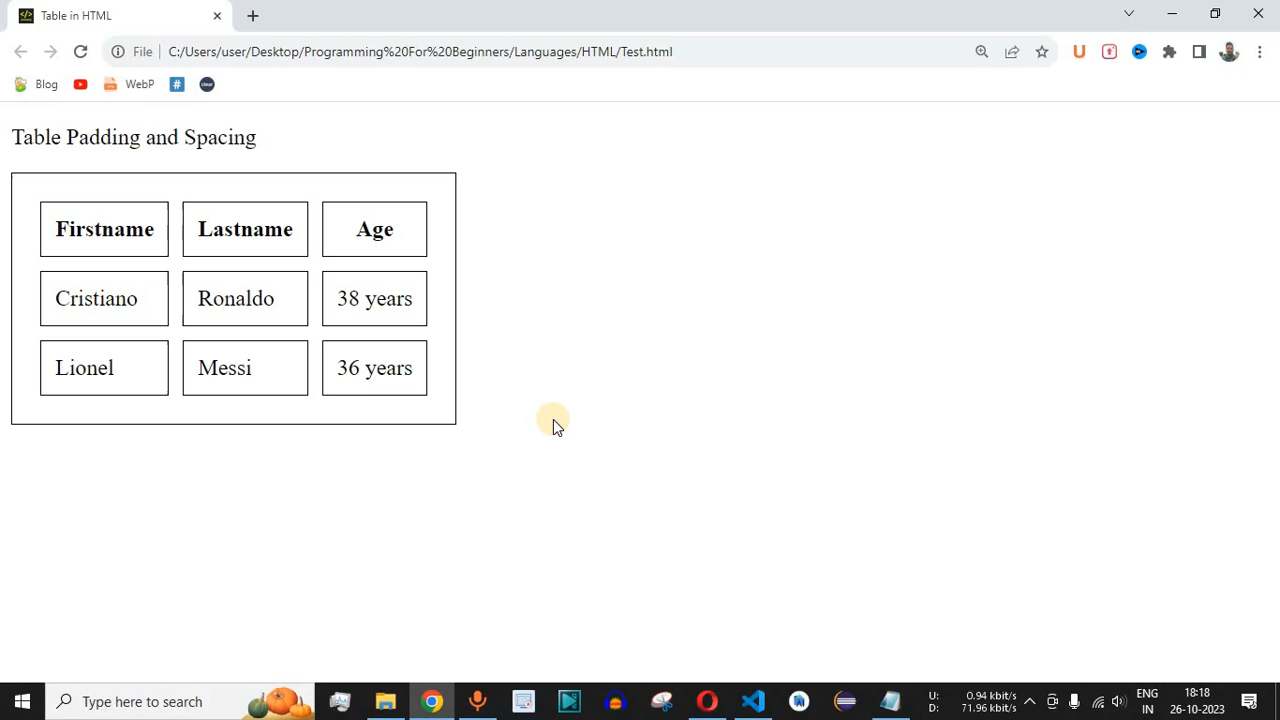 Table in HTML
File C:/Users/user/Desktop/Programming%20For%20Beginners/Languages/HTML/Test.html
Blog WebP
Table Padding and Spacing
Firstname Lastname Age
Cristiano Ronaldo 38 years
Lionel Messi 36 years
Type here to search
U: 0.94 kbit/s
D: 71.96 kbit/s
ENG
IN
18:18
26-10-2023